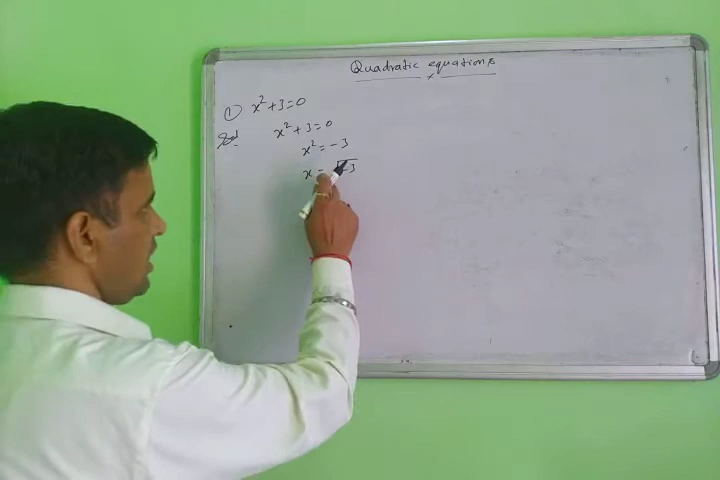 Quadratic equations
① x² + 3 = 0
Sol x² + 3 = 0
x² = -3
x = √-3